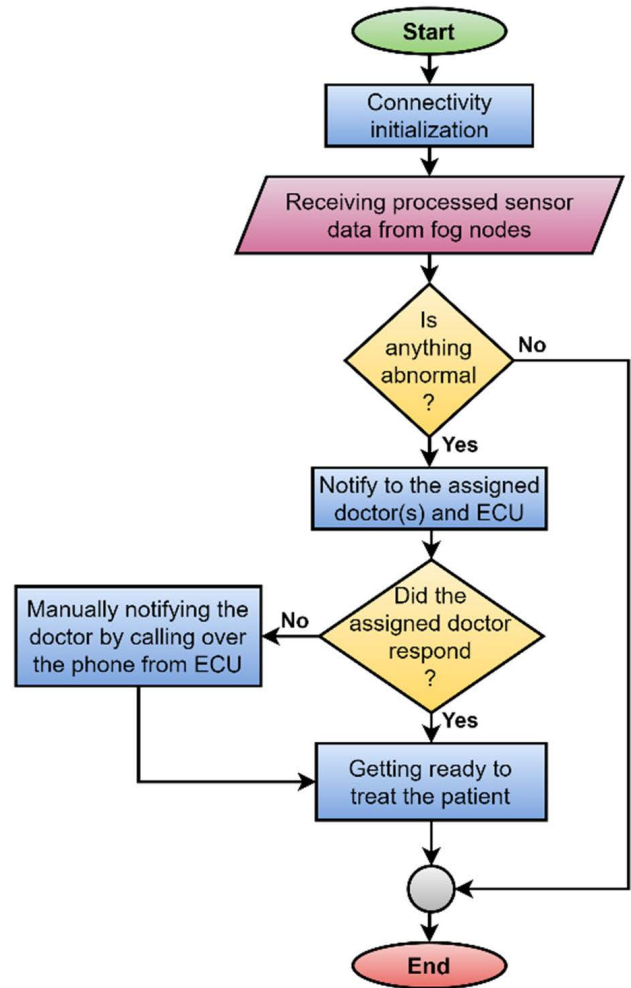 Start
Connectivity
initialization
Receiving processed sensor
data from fog nodes
Is
anything
abnormal
?
No
Yes
Notify to the assigned
doctor(s) and ECU
Did the
assigned doctor
respond
?
No
Manually notifying the
doctor by calling over
the phone from ECU
Yes
Getting ready to
treat the patient
End